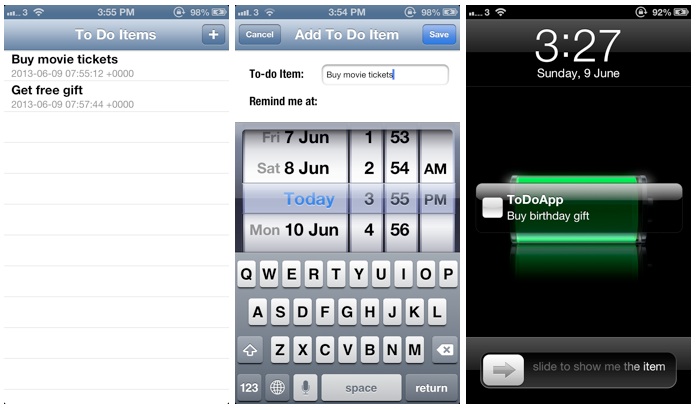 3 3:55 PM 98%
To Do Items +
Buy movie tickets
2013-06-09 07:55:12 +0000
Get free gift
2013-06-09 07:57:44 +0000
3 3:54 PM 98%
Cancel Add To Do Item Save
To-do Item: Buy movie tickets
Remind me at:
Fri 7 Jun 1 53
Sat 8 Jun 2 54 AM
Today 3 55 PM
Mon 10 Jun 4 56
Q W E R T Y U I O P
A S D F G H J K L
Z X C V B N M
123 space return
3 92%
3:27
Sunday, 9 June
ToDoApp
Buy birthday gift
slide to show me the item